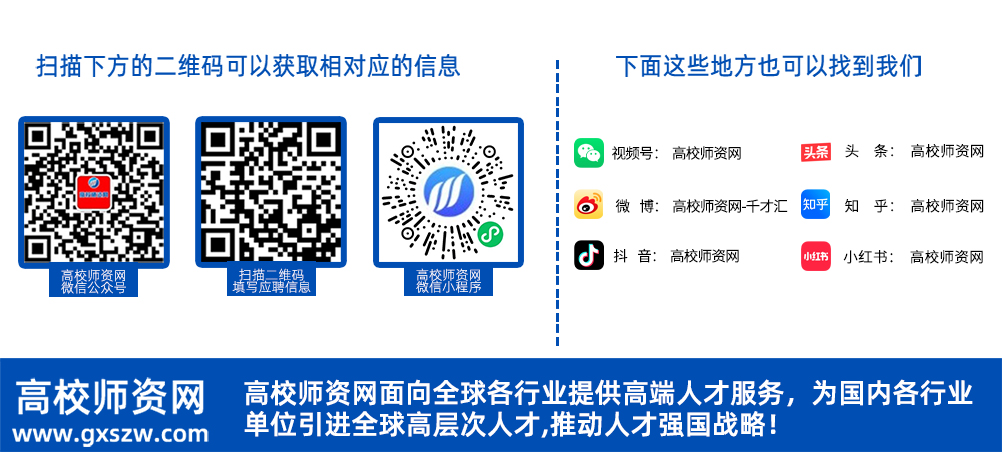 扫描下方的二维码可以获取相对应的信息
高校师资网
微信公众号
扫描二维码
填写应聘信息
高校师资网
微信小程序
下面这些地方也可以找到我们
视频号： 高校师资网
头条 头 条： 高校师资网
微 博： 高校师资网-千才汇
知乎 知 乎： 高校师资网
抖 音： 高校师资网
小红书 小红书： 高校师资网
高校师资网
www.gxszw.com
高校师资网面向全球各行业提供高端人才服务，为国内各行业
单位引进全球高层次人才,推动人才强国战略！